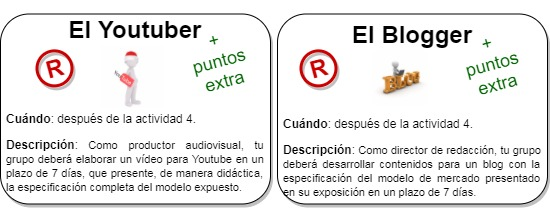 El Youtuber
R
+
puntos
extra
Cuándo: después de la actividad 4.
Descripción: Como productor audiovisual, tu
grupo deberá elaborar un vídeo para Youtube en un
plazo de 7 días, que presente, de manera didáctica,
la especificación completa del modelo expuesto.
El Blogger
R
Blog
+
puntos
extra
Cuándo: después de la actividad 4.
Descripción: Como director de redacción, tu grupo
deberá desarrollar contenidos para un blog con la
especificación del modelo de mercado presentado
en su exposición en un plazo de 7 días.